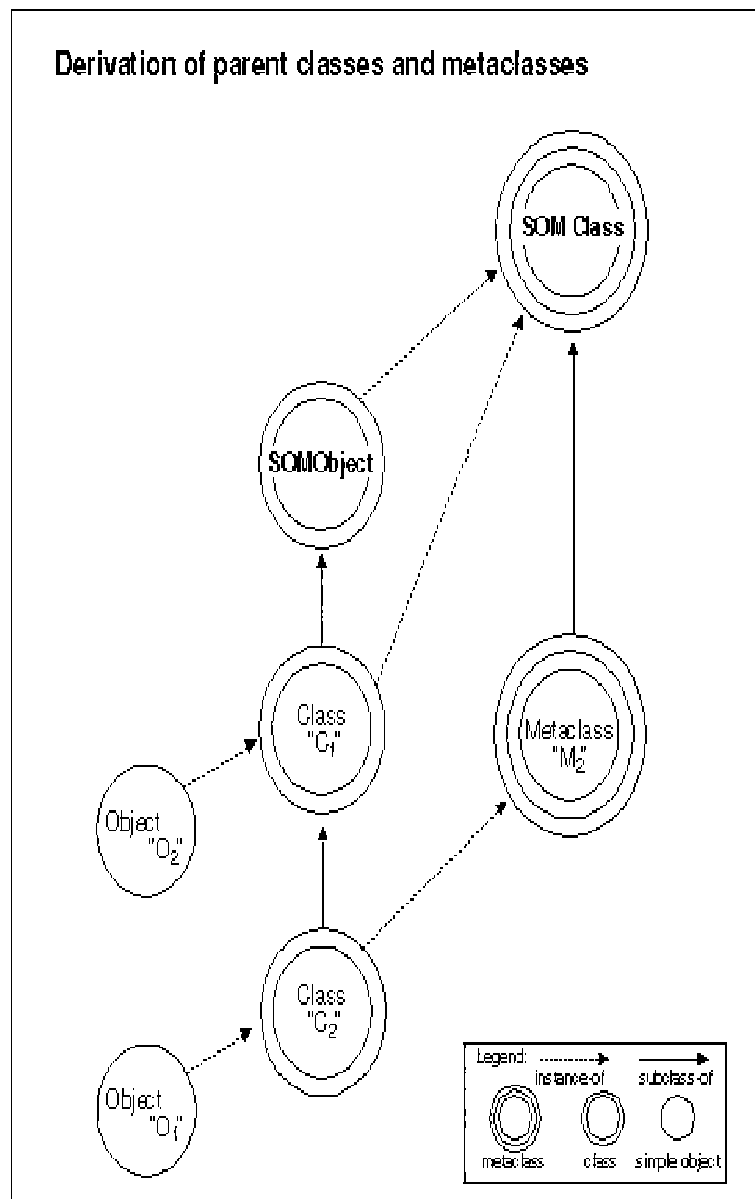 Derivation of parent classes and metaclasses
SOM Class
SOMObject
Class
"C₁"
Metaclass
"M₂"
Object
"O₂"
Class
"C₂"
Object
"O₁"
Legend:
instance-of subclass-of
metaclass class simple object